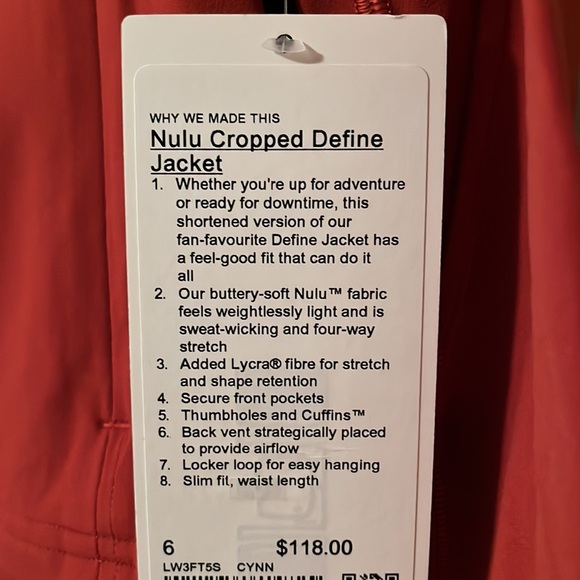 WHY WE MADE THIS
Nulu Cropped Define
Jacket
1. Whether you're up for adventure
or ready for downtime, this
shortened version of our
fan-favourite Define Jacket has
a feel-good fit that can do it
all
2. Our buttery-soft Nulu™ fabric
feels weightlessly light and is
sweat-wicking and four-way
stretch
3. Added Lycra® fibre for stretch
and shape retention
4. Secure front pockets
5. Thumbholes and Cuffins™
6. Back vent strategically placed
to provide airflow
7. Locker loop for easy hanging
8. Slim fit, waist length
6 $118.00
LW3FT5S CYNN